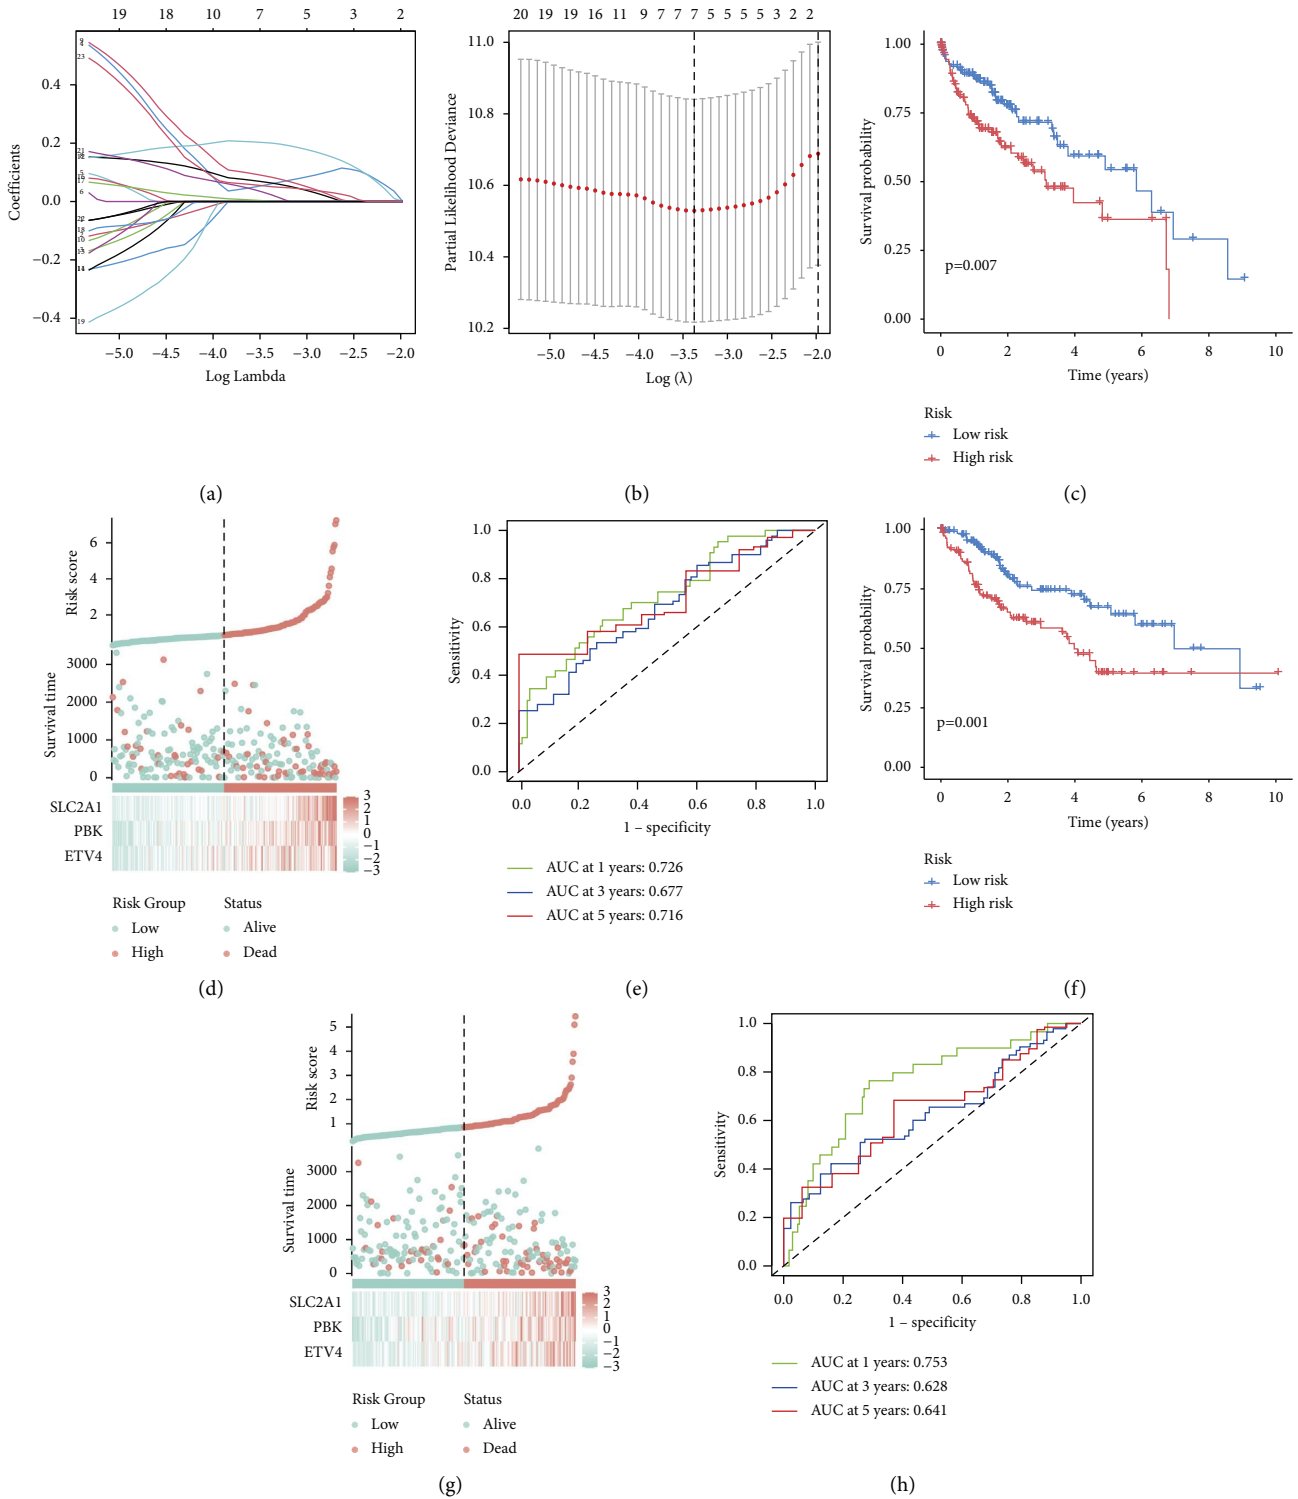 19 18 10 7 5 3 2
0.4
0.2
0.0
−0.2
−0.4
Coefficients
9
4
23
21
5
17
6
18
2
10
3
13
19
−5.0 −4.5 −4.0 −3.5 −3.0 −2.5 −2.0
Log Lambda
(a)
20 19 19 16 11 9 7 7 7 5 5 5 5 3 2 2
11.0
10.8
10.6
10.4
10.2
Partial Likelihood Deviance
−5.0 −4.5 −4.0 −3.5 −3.0 −2.5 −2.0
Log (λ)
(b)
1.00
0.75
0.50
0.25
0.00
Survival probability
p=0.007
0 2 4 6 8 10
Time (years)
Risk
Low risk
High risk
(c)
6
4
2
Risk score
3000
2000
1000
0
Survival time
SLC2A1
PBK
ETV4
3
2
1
0
−1
−2
−3
Risk Group Status
Low Alive
High Dead
(d)
1.0
0.8
0.6
0.4
0.2
0.0
Sensitivity
0.0 0.2 0.4 0.6 0.8 1.0
1 – specificity
AUC at 1 years: 0.726
AUC at 3 years: 0.677
AUC at 5 years: 0.716
(e)
1.00
0.75
0.50
0.25
0.00
Survival probability
p=0.001
0 2 4 6 8 10
Time (years)
Risk
Low risk
High risk
(f)
5
4
3
2
1
Risk score
3000
2000
1000
0
Survival time
SLC2A1
PBK
ETV4
3
2
1
0
−1
−2
−3
Risk Group Status
Low Alive
High Dead
(g)
1.0
0.8
0.6
0.4
0.2
0.0
Sensitivity
0.0 0.2 0.4 0.6 0.8 1.0
1 – specificity
AUC at 1 years: 0.753
AUC at 3 years: 0.628
AUC at 5 years: 0.641
(h)